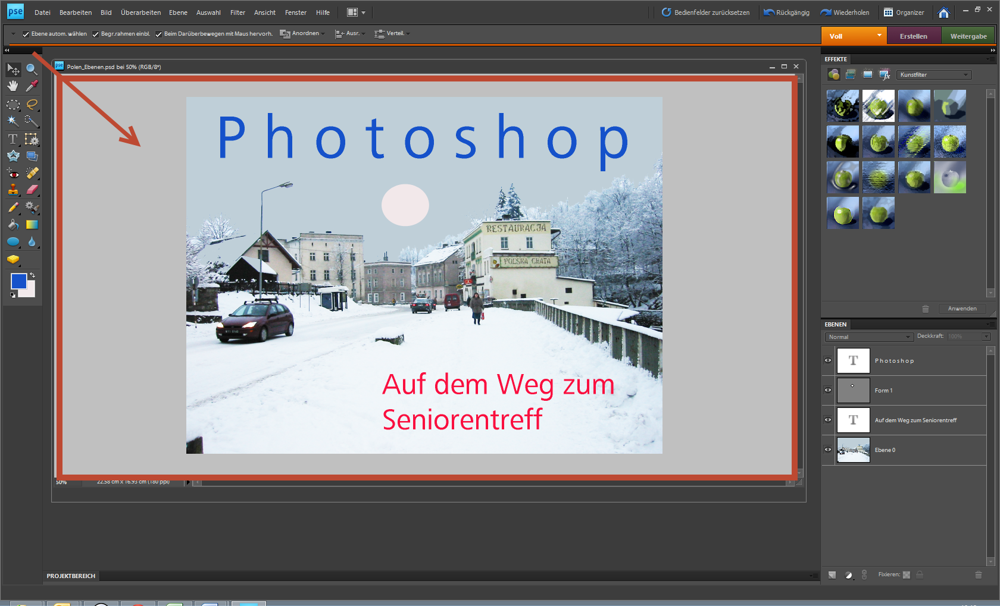 pse Datei Bearbeiten Bild Überarbeiten Ebene Auswahl Filter Ansicht Fenster Hilfe Bedienfelder zurücksetzen Rückgängig Wiederholen Organizer
Ebene autom. wählen Begr.rahmen einbl. Beim Darüberbewegen mit Maus hervorh. Anordnen Ausr. Verteil. Voll Erstellen Weitergabe
pse Polen_Ebenen.psd bei 50% (RGB/8*)
EFFEKTE
Kunstfilter
Photoshop
RESTAURACJA
POLSKA CHATA
Auf dem Weg zum
Seniorentreff
50% 22.58 cm x 16.93 cm (180 ppi)
Anwenden
EBENEN
Normal Deckkraft: 100%
T Photoshop
Form 1
T Auf dem Weg zum Seniorentreff
Ebene 0
Fixieren:
PROJEKTBEREICH